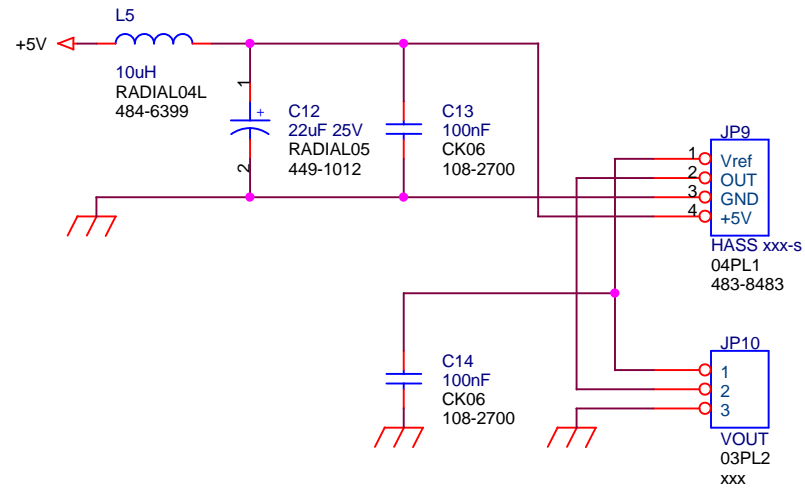 L5
+5V
10uH
RADIAL04L
484-6399
1
+
2
C12
22uF 25V
RADIAL05
449-1012
C13
100nF
CK06
108-2700
JP9
1 Vref
2 OUT
3 GND
4 +5V
HASS xxx-s
04PL1
483-8483
C14
100nF
CK06
108-2700
JP10
1
2
3
VOUT
03PL2
xxx